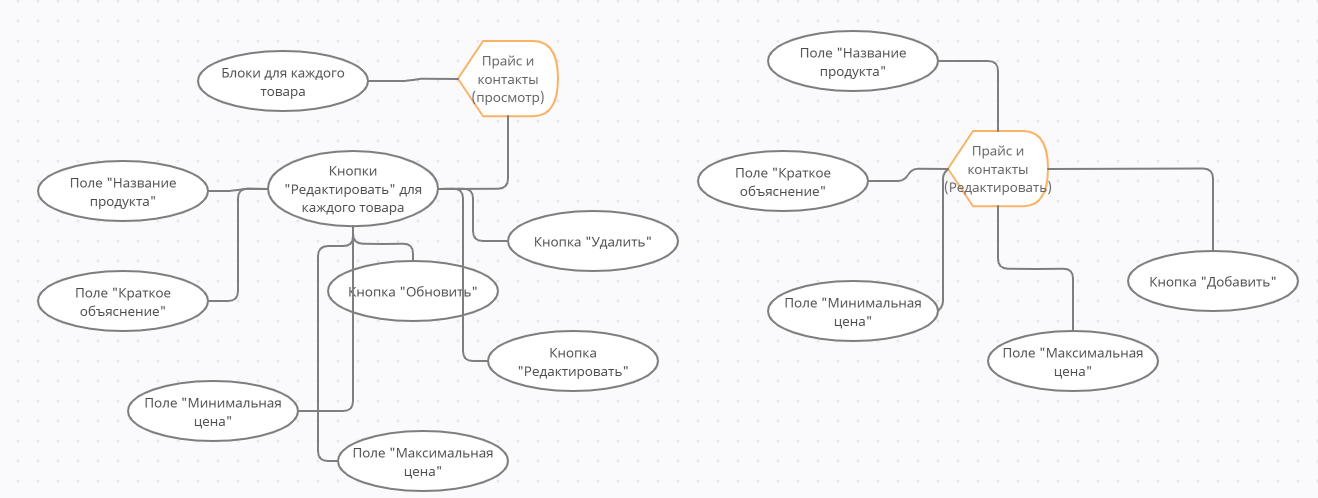 Блоки для каждого
товара
Прайс и
контакты
(просмотр)
Кнопки
"Редактировать" для
каждого товара
Поле "Название
продукта"
Поле "Краткое
объяснение"
Кнопка "Удалить"
Кнопка "Обновить"
Кнопка
"Редактировать"
Поле "Минимальная
цена"
Поле "Максимальная
цена"
Поле "Название
продукта"
Прайс и
контакты
(Редактировать)
Поле "Краткое
объяснение"
Поле "Минимальная
цена"
Кнопка "Добавить"
Поле "Максимальная
цена"